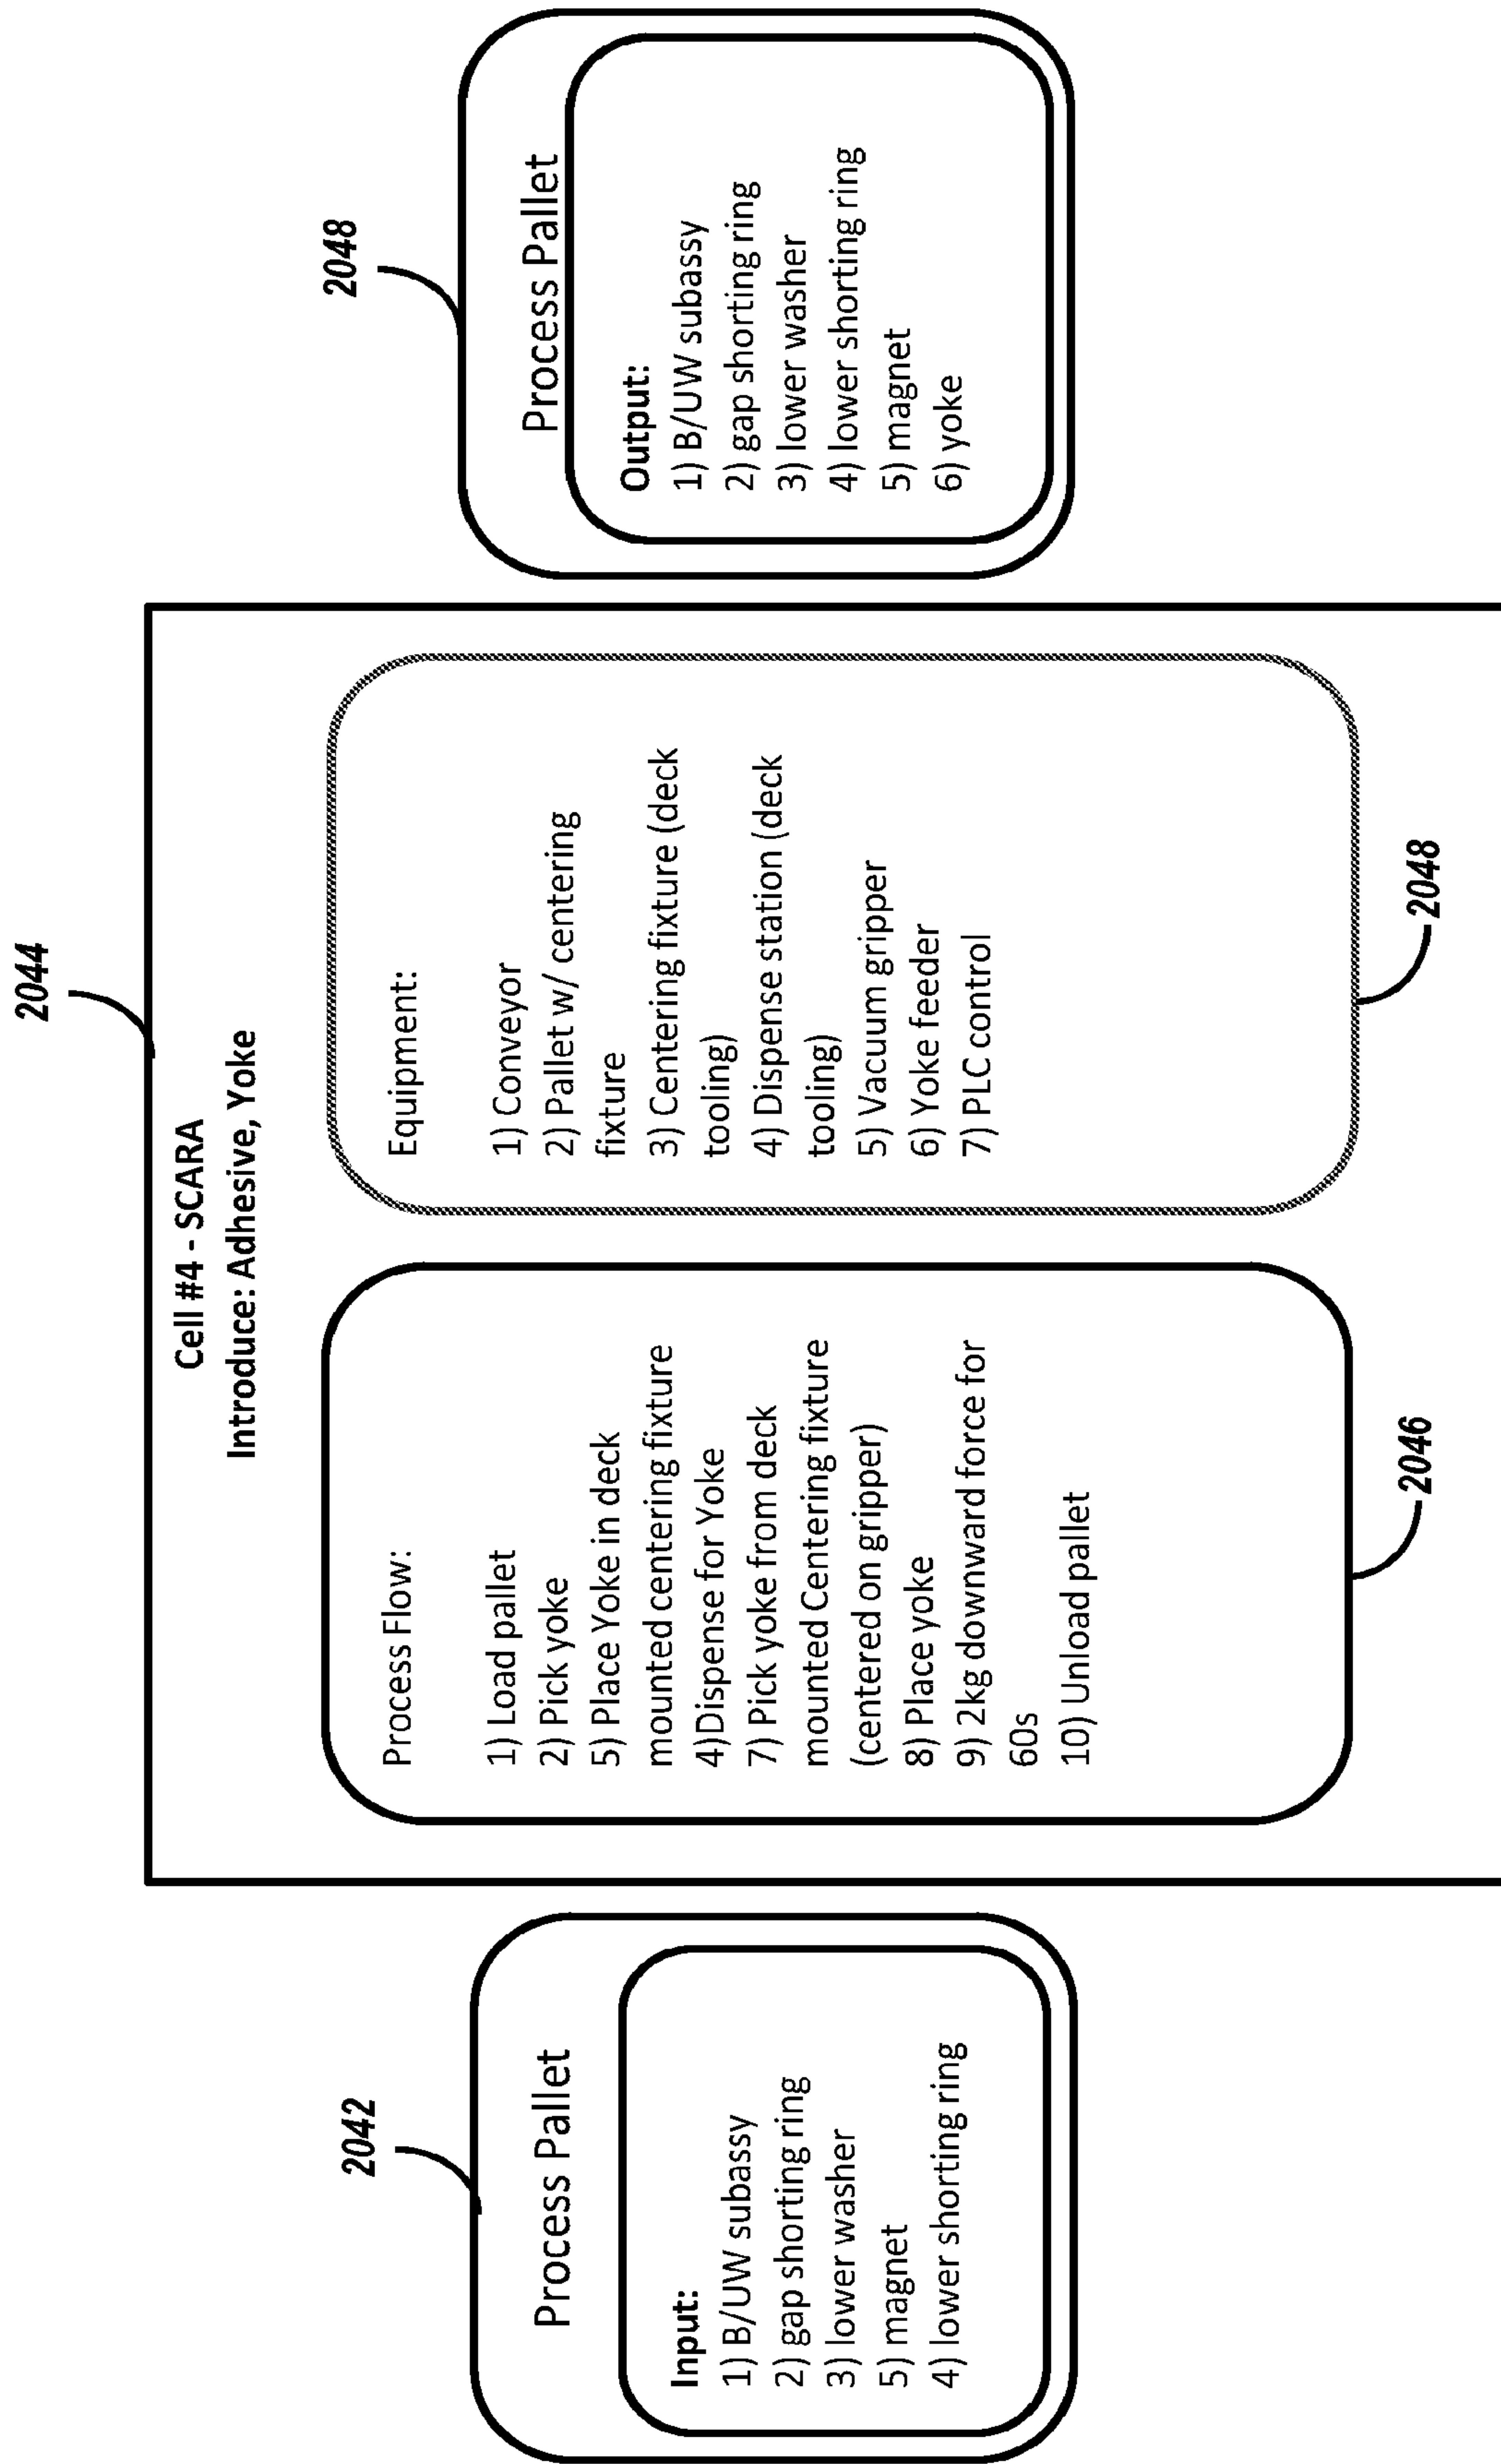 2042
Process Pallet
Input:
1) B/UW subassy
2) gap shorting ring
3) lower washer
5) magnet
4) lower shorting ring
2044
Cell #4 - SCARA
Introduce: Adhesive, Yoke
Process Flow:
1) Load pallet
2) Pick yoke
5) Place Yoke in deck
mounted centering fixture
4)Dispense for Yoke
7) Pick yoke from deck
mounted Centering fixture
(centered on gripper)
8) Place yoke
9) 2kg downward force for
60s
10) Unload pallet
2046
Equipment:
1) Conveyor
2) Pallet w/ centering
fixture
3) Centering fixture (deck
tooling)
4) Dispense station (deck
tooling)
5) Vacuum gripper
6) Yoke feeder
7) PLC control
2048
2048
Process Pallet
Output:
1) B/UW subassy
2) gap shorting ring
3) lower washer
4) lower shorting ring
5) magnet
6) yoke